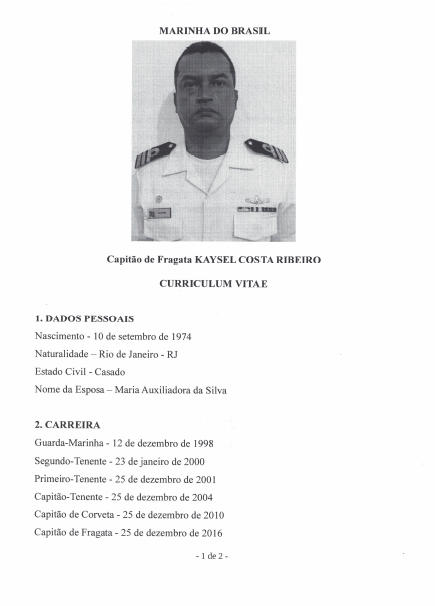 MARINHA DO BRASIL
Capitão de Fragata KAYSEL COSTA RIBEIRO
CURRICULUM VITAE
1. DADOS PESSOAIS
Nascimento - 10 de setembro de 1974
Naturalidade – Rio de Janeiro - RJ
Estado Civil - Casado
Nome da Esposa – Maria Auxiliadora da Silva
2. CARREIRA
Guarda-Marinha - 12 de dezembro de 1998
Segundo-Tenente - 23 de janeiro de 2000
Primeiro-Tenente - 25 de dezembro de 2001
Capitão-Tenente - 25 de dezembro de 2004
Capitão de Corveta - 25 de dezembro de 2010
Capitão de Fragata - 25 de dezembro de 2016
- 1 de 2 -